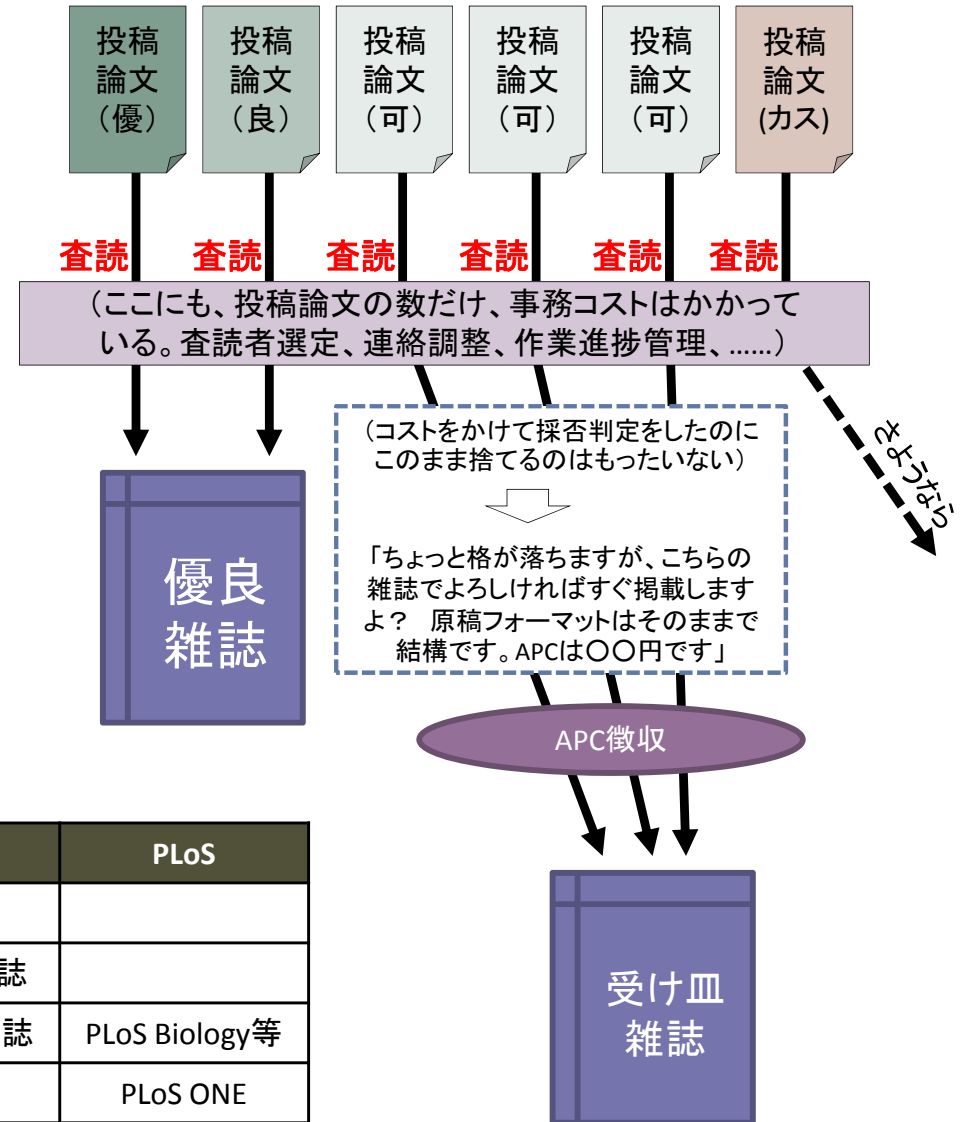 投稿
論文
（優）
投稿
論文
（良）
投稿
論文
（可）
投稿
論文
（可）
投稿
論文
（可）
投稿
論文
(カス)
査読
査読
査読
査読
査読
査読
（ここにも、投稿論文の数だけ、事務コストはかかって
いる。査読者選定、連絡調整、作業進捗管理、……）
さようなら
（コストをかけて採否判定をしたのに
このまま捨てるのはもったいない）
「ちょっと格が落ちますが、こちらの
雑誌でよろしければすぐ掲載します
よ？　原稿フォーマットはそのままで
結構です。APCは〇〇円です」
優良
雑誌
APC徴収
受け皿
雑誌
PLoS
誌
誌 PLoS Biology等
PLoS ONE